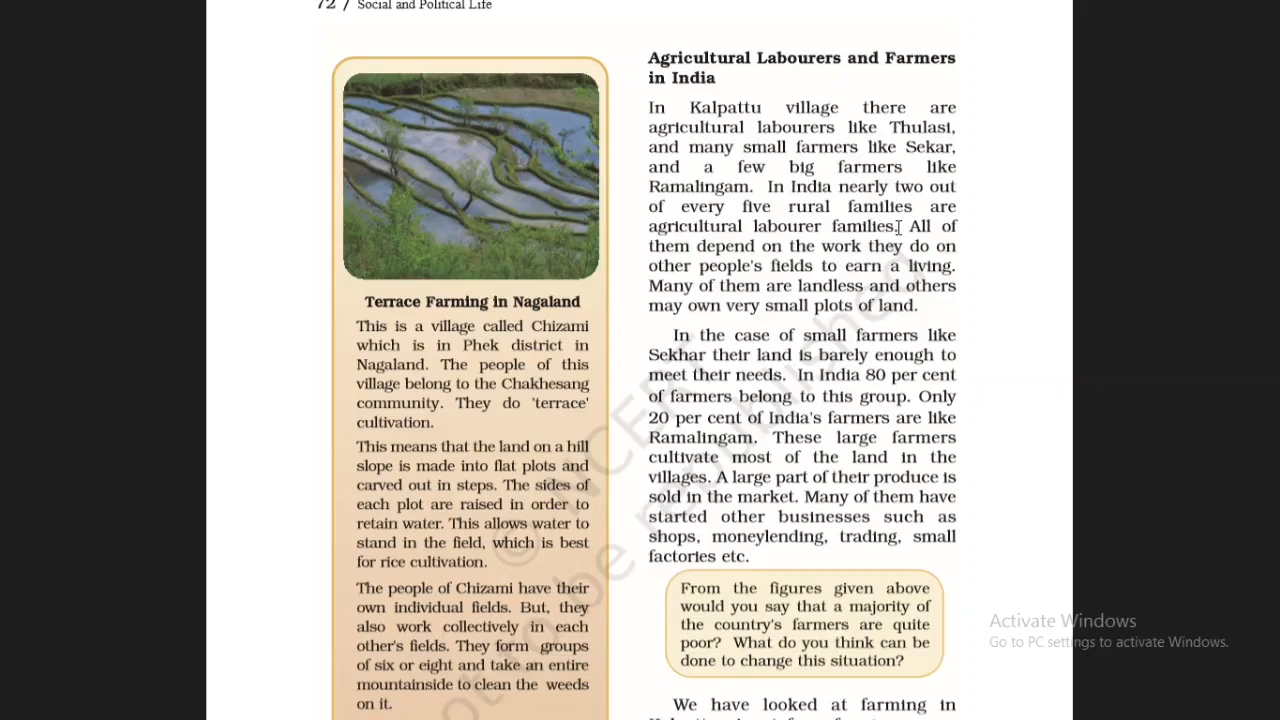 72 / Social and Political Life
Terrace Farming in Nagaland
This is a village called Chizami
which is in Phek district in
Nagaland. The people of this
village belong to the Chakhesang
community. They do 'terrace'
cultivation.
This means that the land on a hill
slope is made into flat plots and
carved out in steps. The sides of
each plot are raised in order to
retain water. This allows water to
stand in the field, which is best
for rice cultivation.
The people of Chizami have their
own individual fields. But, they
also work collectively in each
other's fields. They form groups
of six or eight and take an entire
mountainside to clean the weeds
on it.
Agricultural Labourers and Farmers
in India
In Kalpattu village there are
agricultural labourers like Thulasi,
and many small farmers like Sekar,
and a few big farmers like
Ramalingam. In India nearly two out
of every five rural families are
agricultural labourer families. All of
them depend on the work they do on
other people's fields to earn a living.
Many of them are landless and others
may own very small plots of land.
In the case of small farmers like
Sekhar their land is barely enough to
meet their needs. In India 80 per cent
of farmers belong to this group. Only
20 per cent of India's farmers are like
Ramalingam. These large farmers
cultivate most of the land in the
villages. A large part of their produce is
sold in the market. Many of them have
started other businesses such as
shops, moneylending, trading, small
factories etc.
From the figures given above
would you say that a majority of
the country's farmers are quite
poor? What do you think can be
done to change this situation?
We have looked at farming in
© NCERT
not to be republished
Activate Windows
Go to PC settings to activate Windows.